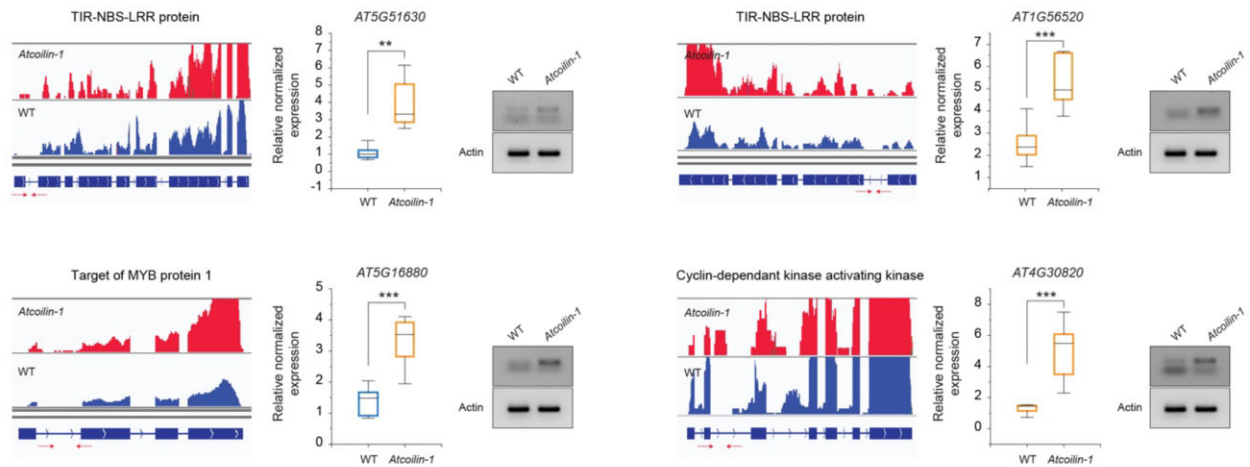 TIR-NBS-LRR protein
Atcoilin-1
WT
AT5G51630
Relative normalized
expression
8
7
6
5
4
3
2
1
0
-1
**
WT
Atcoilin-1
WT
Atcoilin-1
Actin
TIR-NBS-LRR protein
Atcoilin-1
WT
AT1G56520
Relative normalized
expression
7
6
5
4
3
2
1
0
***
WT
Atcoilin-1
WT
Atcoilin-1
Actin
Target of MYB protein 1
Atcoilin-1
WT
AT5G16880
Relative normalized
expression
5
4
3
2
1
0
***
WT
Atcoilin-1
WT
Atcoilin-1
Actin
Cyclin-dependant kinase activating kinase
Atcoilin-1
WT
AT4G30820
Relative normalized
expression
10
8
6
4
2
0
***
WT
Atcoilin-1
WT
Atcoilin-1
Actin